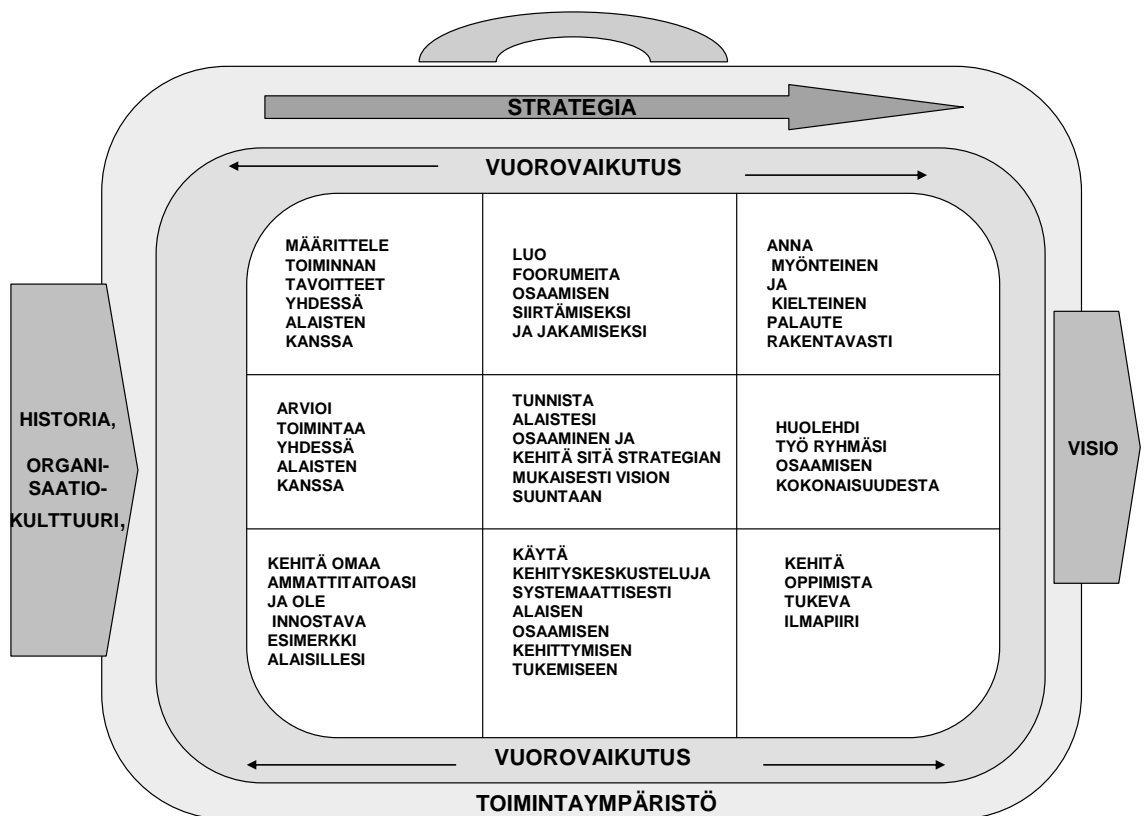 STRATEGIA
VUOROVAIKUTUS
MÄÄRITTELE
TOIMINNAN
TAVOITTEET
YHDESSÄ
ALAISTEN
KANSSA
LUO
FOORUMEITA
OSAAMISEN
SIIRTÄMISEKSI
JA JAKAMISEKSI
ANNA
MYÖNTEINEN
JA
KIELTEINEN
PALAUTE
RAKENTAVASTI
HISTORIA,
ORGANI-
SAATIO-
KULTTUURI,
ARVIOI
TOIMINTAA
YHDESSÄ
ALAISTEN
KANSSA
TUNNISTA
ALAISTESI
OSAAMINEN JA
KEHITÄ SITÄ STRATEGIAN
MUKAISESTI VISION
SUUNTAAN
HUOLEHDI
TYÖ RYHMÄSI
OSAAMISEN
KOKONAISUUDESTA
VISIO
KEHITÄ OMAA
AMMATTITAITOASI
JA OLE
INNOSTAVA
ESIMERKKI
ALAISILLESI
KÄYTÄ
KEHITYSKESKUSTELUJA
SYSTEMAATTISESTI
ALAISEN
OSAAMISEN
KEHITTYMISEN
TUKEMISEEN
KEHITÄ
OPPIMISTA
TUKEVA
ILMAPIIRI
VUOROVAIKUTUS
TOIMINTAYMPÄRISTÖ